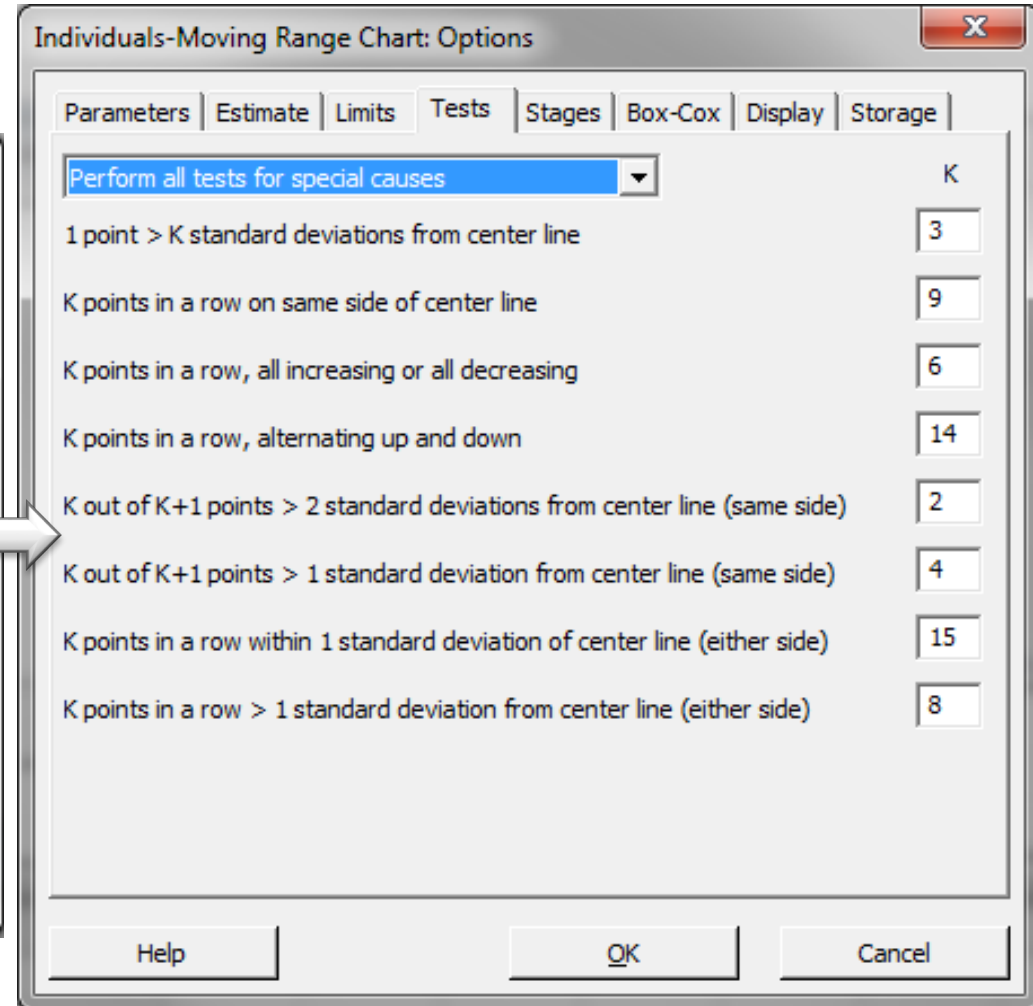 Individuals-Moving Range Chart: Options
X
Parameters Estimate Limits Tests Stages Box-Cox Display Storage
Perform all tests for special causes K
1 point > K standard deviations from center line 3
K points in a row on same side of center line 9
K points in a row, all increasing or all decreasing 6
K points in a row, alternating up and down 14
K out of K+1 points > 2 standard deviations from center line (same side) 2
K out of K+1 points > 1 standard deviation from center line (same side) 4
K points in a row within 1 standard deviation of center line (either side) 15
K points in a row > 1 standard deviation from center line (either side) 8
Help OK Cancel